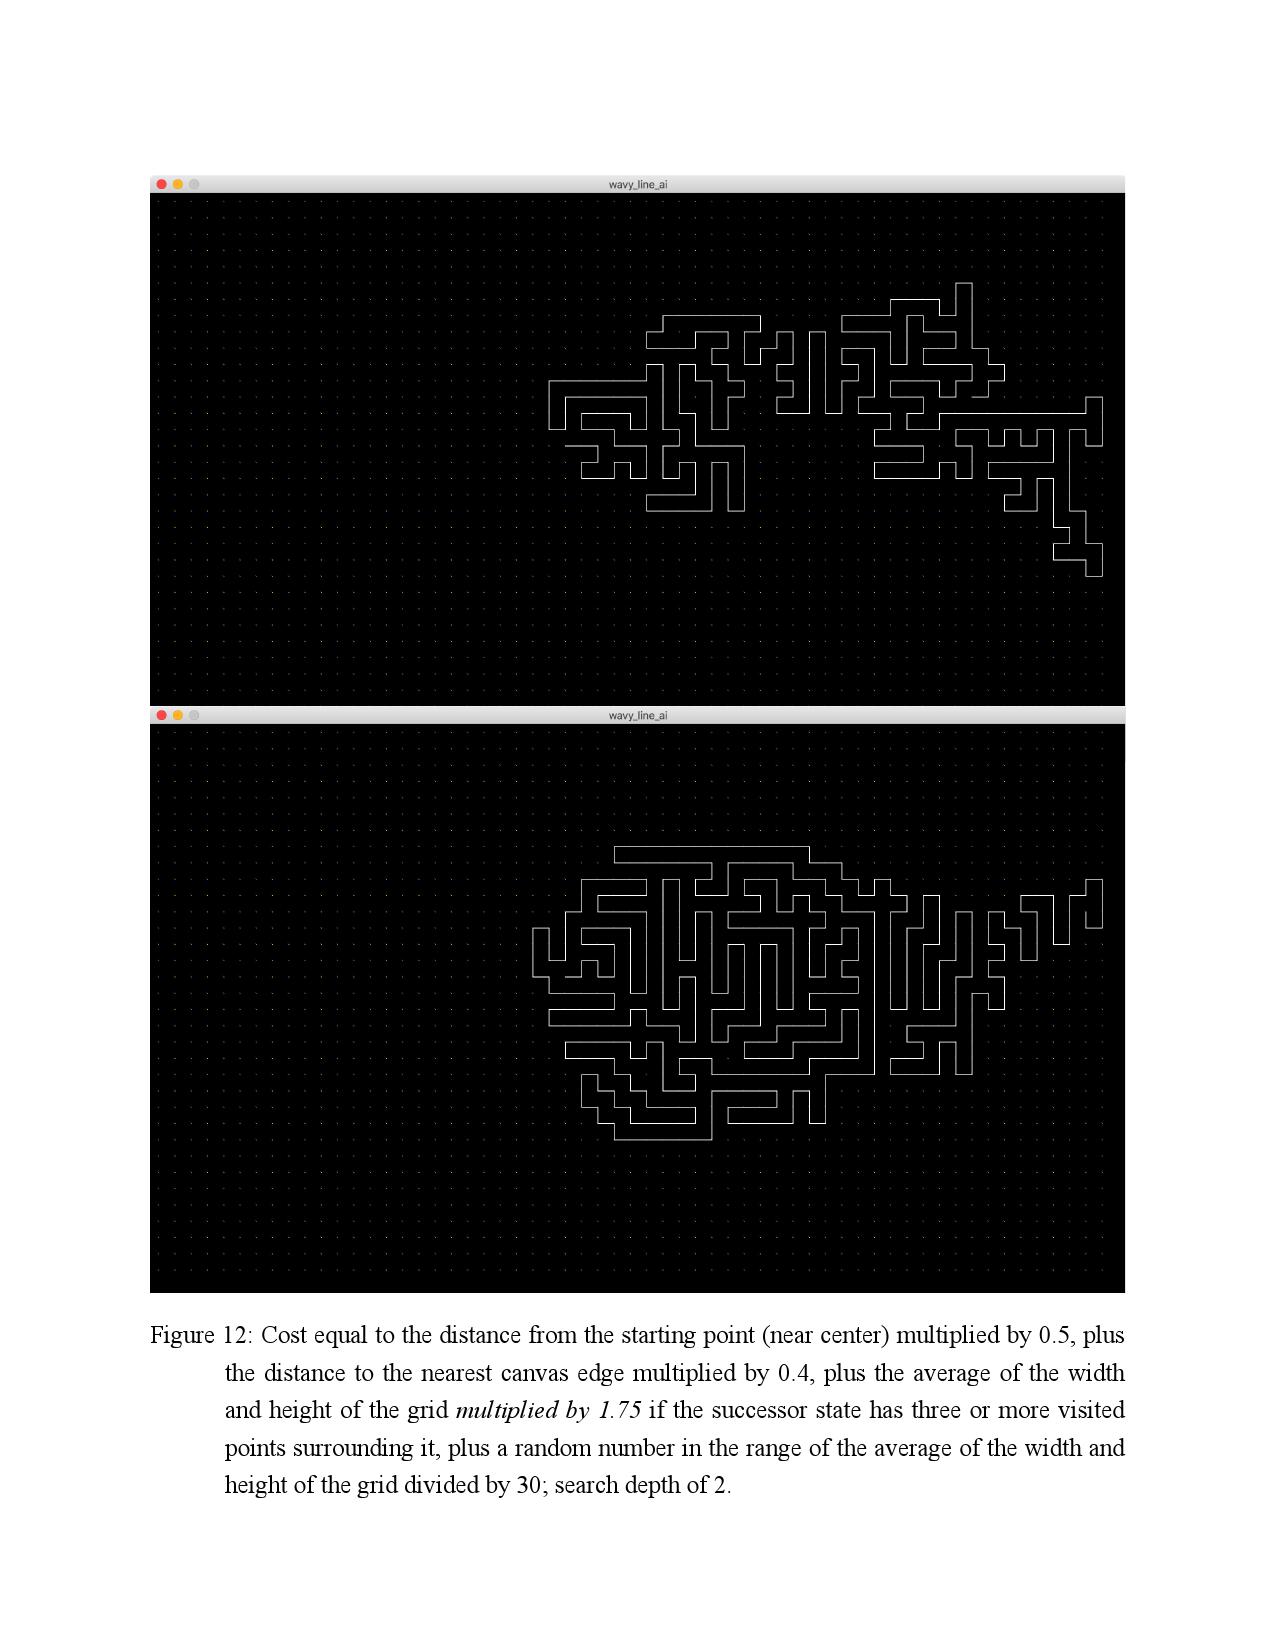 wavy_line_ai
wavy_line_ai
Figure 12: Cost equal to the distance from the starting point (near center) multiplied by 0.5, plus
the distance to the nearest canvas edge multiplied by 0.4, plus the average of the width
and height of the grid multiplied by 1.75 if the successor state has three or more visited
points surrounding it, plus a random number in the range of the average of the width and
height of the grid divided by 30; search depth of 2.